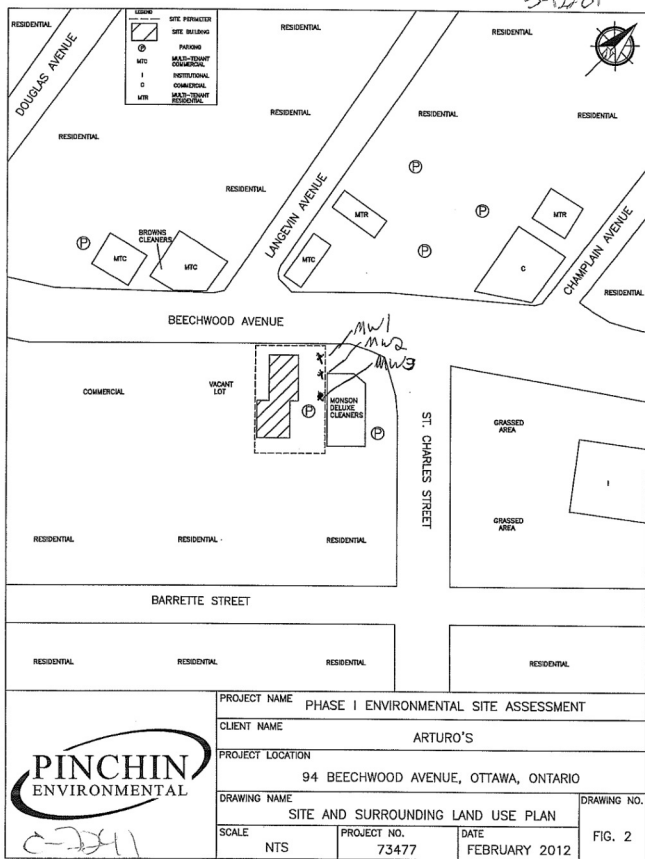 LEGEND
SITE PERIMETER
SITE BUILDING
P PARKING
MTC MULTI-TENANT
COMMERCIAL
I INSTITUTIONAL
C COMMERCIAL
MTR MULTI-TENANT
RESIDENTIAL
RESIDENTIAL
RESIDENTIAL
RESIDENTIAL
DOUGLAS AVENUE
RESIDENTIAL
RESIDENTIAL
RESIDENTIAL
RESIDENTIAL
RESIDENTIAL
P
LANGEVIN AVENUE
MTR
P
MTR
CHAMPLAIN AVENUE
BROWNS
CLEANERS
P
MTC
MTC
MTC
P
C
RESIDENTIAL
BEECHWOOD AVENUE
MW1
MW2
MW3
COMMERCIAL
VACANT
LOT
P
MONSON
DELUXE
CLEANERS
P
ST. CHARLES STREET
GRASSED
AREA
I
GRASSED
AREA
RESIDENTIAL
RESIDENTIAL
RESIDENTIAL
BARRETTE STREET
RESIDENTIAL
RESIDENTIAL
RESIDENTIAL
RESIDENTIAL
PINCHIN
ENVIRONMENTAL
PROJECT NAME PHASE I ENVIRONMENTAL SITE ASSESSMENT
CLIENT NAME
ARTURO'S
PROJECT LOCATION
94 BEECHWOOD AVENUE, OTTAWA, ONTARIO
DRAWING NAME
SITE AND SURROUNDING LAND USE PLAN
DRAWING NO.
FIG. 2
SCALE
NTS
PROJECT NO.
73477
DATE
FEBRUARY 2012